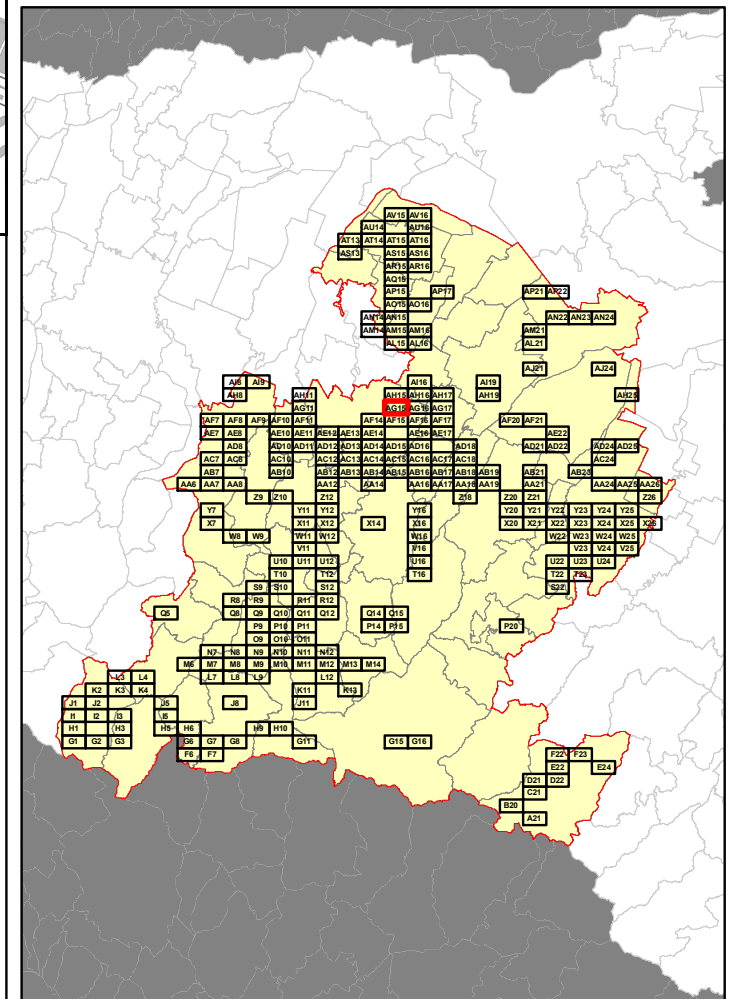 AV15 AV16
AU14 AU16
AT13 AT14 AT15 AT16
AS13 AS15 AS16
AR15 AR16
AQ15
AP15 AP17 AP21 AP22
AO15 AO16
AN14 AN15 AN22 AN23 AN24
AM14 AM15 AM16 AM21
AL15 AL16 AL21
AJ21 AJ24
AI8 AI9 AI16 AI19
AH8 AH11 AH15 AH16 AH17 AH19 AH25
AG11 AG15 AG16 AG17
AF7 AF8 AF9 AF10 AF11 AF14 AF15 AF16 AF17 AF20 AF21
AE7 AE8 AE10 AE11 AE12 AE13 AE14 AE16 AE17 AE22
AD8 AD10 AD11 AD12 AD13 AD14 AD15 AD16 AD18 AD21 AD22 AD24 AD25
AC7 AC8 AC10 AC12 AC13 AC14 AC15 AC16 AC17 AC18 AC24
AB7 AB10 AB12 AB13 AB14 AB15 AB16 AB17 AB18 AB19 AB21 AB23
AA6 AA7 AA8 AA12 AA14 AA16 AA17 AA18 AA19 AA21 AA24 AA25 AA26
Z9 Z10 Z12 Z18 Z20 Z21 Z26
Y7 Y11 Y12 Y16 Y20 Y21 Y22 Y23 Y24 Y25
X7 X11 X12 X14 X16 X20 X21 X22 X23 X24 X25 X26
W8 W9 W11 W12 W16 W22 W23 W24 W25
V11 V16 V23 V24 V25
U10 U11 U12 U16 U22 U23 U24
T10 T12 T16 T22 T23
S9 S10 S12 S22
R8 R9 R11 R12
Q5 Q8 Q9 Q10 Q11 Q12 Q14 Q15
P9 P10 P11 P14 P15 P20
O9 O10 O11
N7 N8 N9 N10 N11 N12
M6 M7 M8 M9 M10 M11 M12 M13 M14
L3 L4 L7 L8 L9 L12
K2 K3 K4 K11 K13
J1 J2 J5 J8 J11
I1 I2 I3 I5
H1 H3 H5 H6 H9 H10
G1 G2 G3 G6 G7 G8 G11 G15 G16
F6 F7 F22 F23
E22 E24
D21 D22
C21
B20
A21